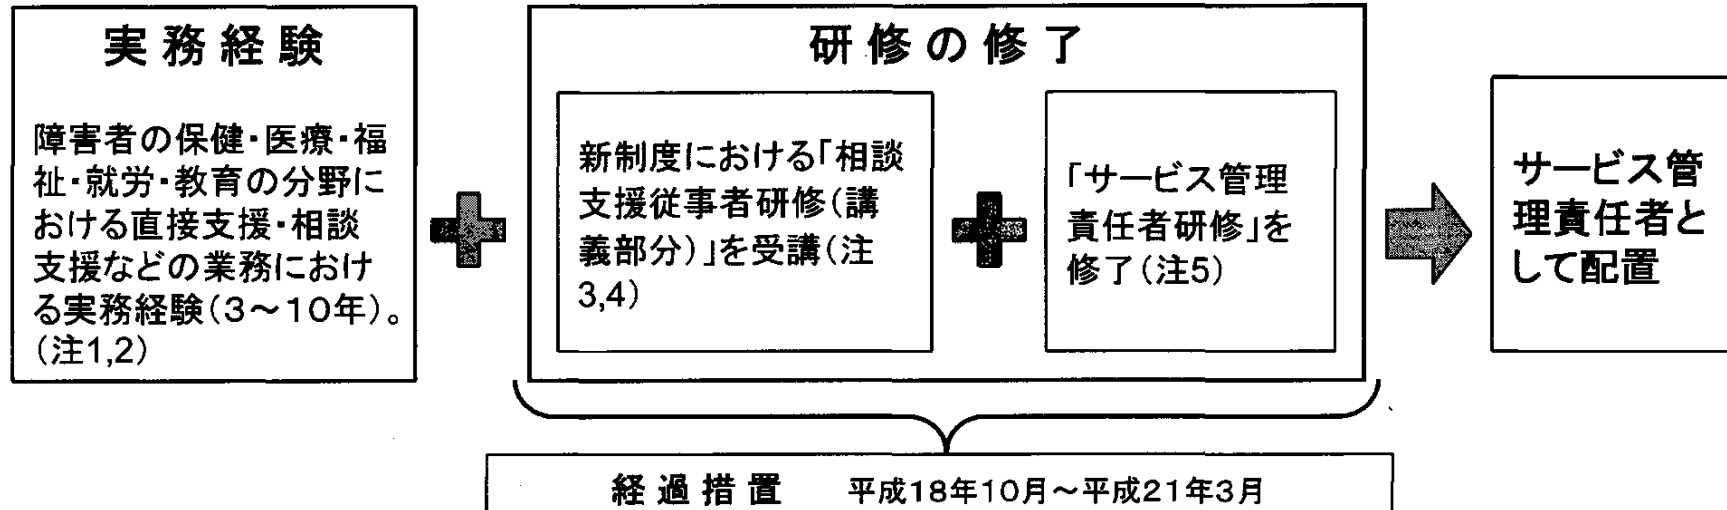 実務経験
障害者の保健・医療・福
祉・就労・教育の分野に
おける直接支援・相談
支援などの業務におけ
る実務経験(3～10年)。
(注1,2)
研修の修了
新制度における「相談
支援従事者研修(講
義部分)」を受講(注
3,4)
「サービス管理
責任者研修」を
修了(注5)
サービス管
理責任者と
して配置
経過措置 平成18年10月～平成21年3月